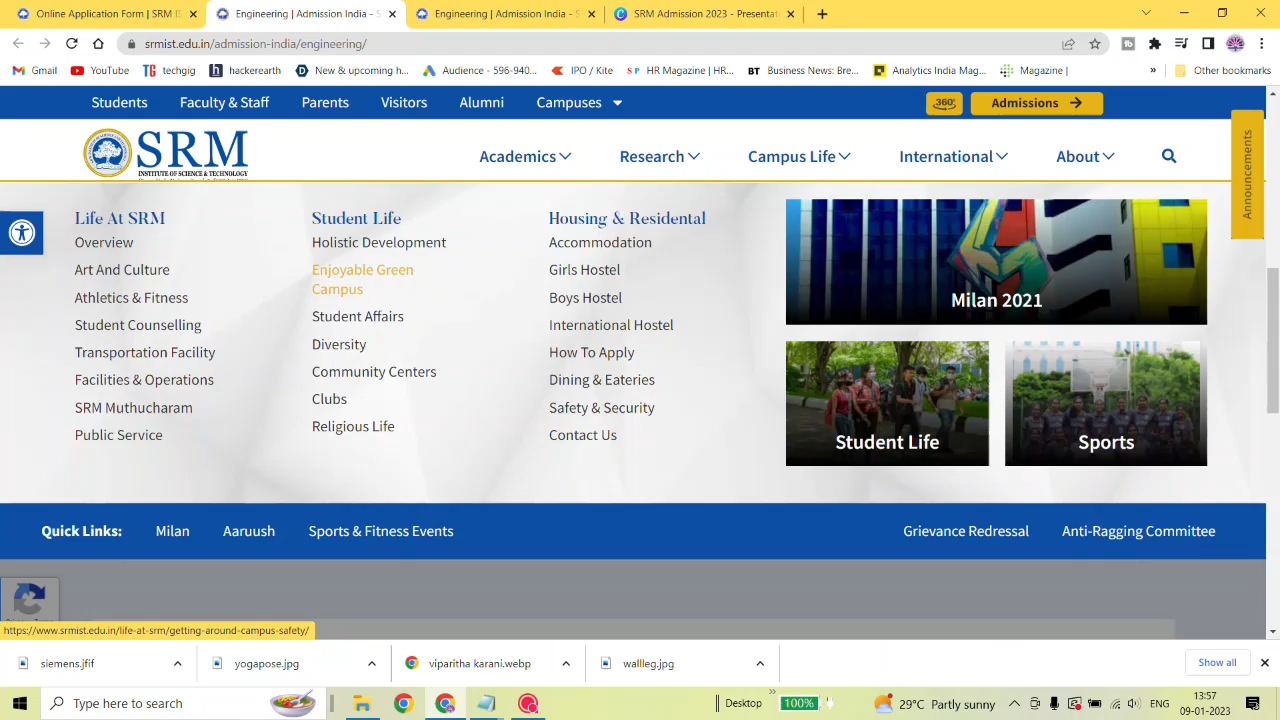 Online Application Form | SRM IS
Engineering | Admission India - S
Engineering | Admission India - S
SRM Admission 2023 - Presentat
srmist.edu.in/admission-india/engineering/
Gmail
YouTube
techgig
hackerearth
New & upcoming h...
Audience - 596-940...
IPO / Kite
HR Magazine | HR...
Business News: Bre...
Analytics India Mag...
Magazine |
»
Other bookmarks
Students
Faculty & Staff
Parents
Visitors
Alumni
Campuses
360°
Admissions
SRM
INSTITUTE OF SCIENCE & TECHNOLOGY
Academics
Research
Campus Life
International
About
Announcements
Life At SRM
Overview
Art And Culture
Athletics & Fitness
Student Counselling
Transportation Facility
Facilities & Operations
SRM Muthucharam
Public Service
Student Life
Holistic Development
Enjoyable Green
Campus
Student Affairs
Diversity
Community Centers
Clubs
Religious Life
Housing & Residental
Accommodation
Girls Hostel
Boys Hostel
International Hostel
How To Apply
Dining & Eateries
Safety & Security
Contact Us
Milan 2021
Student Life
Sports
Quick Links:
Milan
Aaruush
Sports & Fitness Events
Grievance Redressal
Anti-Ragging Committee
https://www.srmist.edu.in/life-at-srm/getting-around-campus-safety/
siemens.jfif
yogapose.jpg
viparitha karani.webp
wallleg.jpg
Show all
Type here to search
Desktop
»
100%
29°C Partly sunny
ENG
13:57
09-01-2023